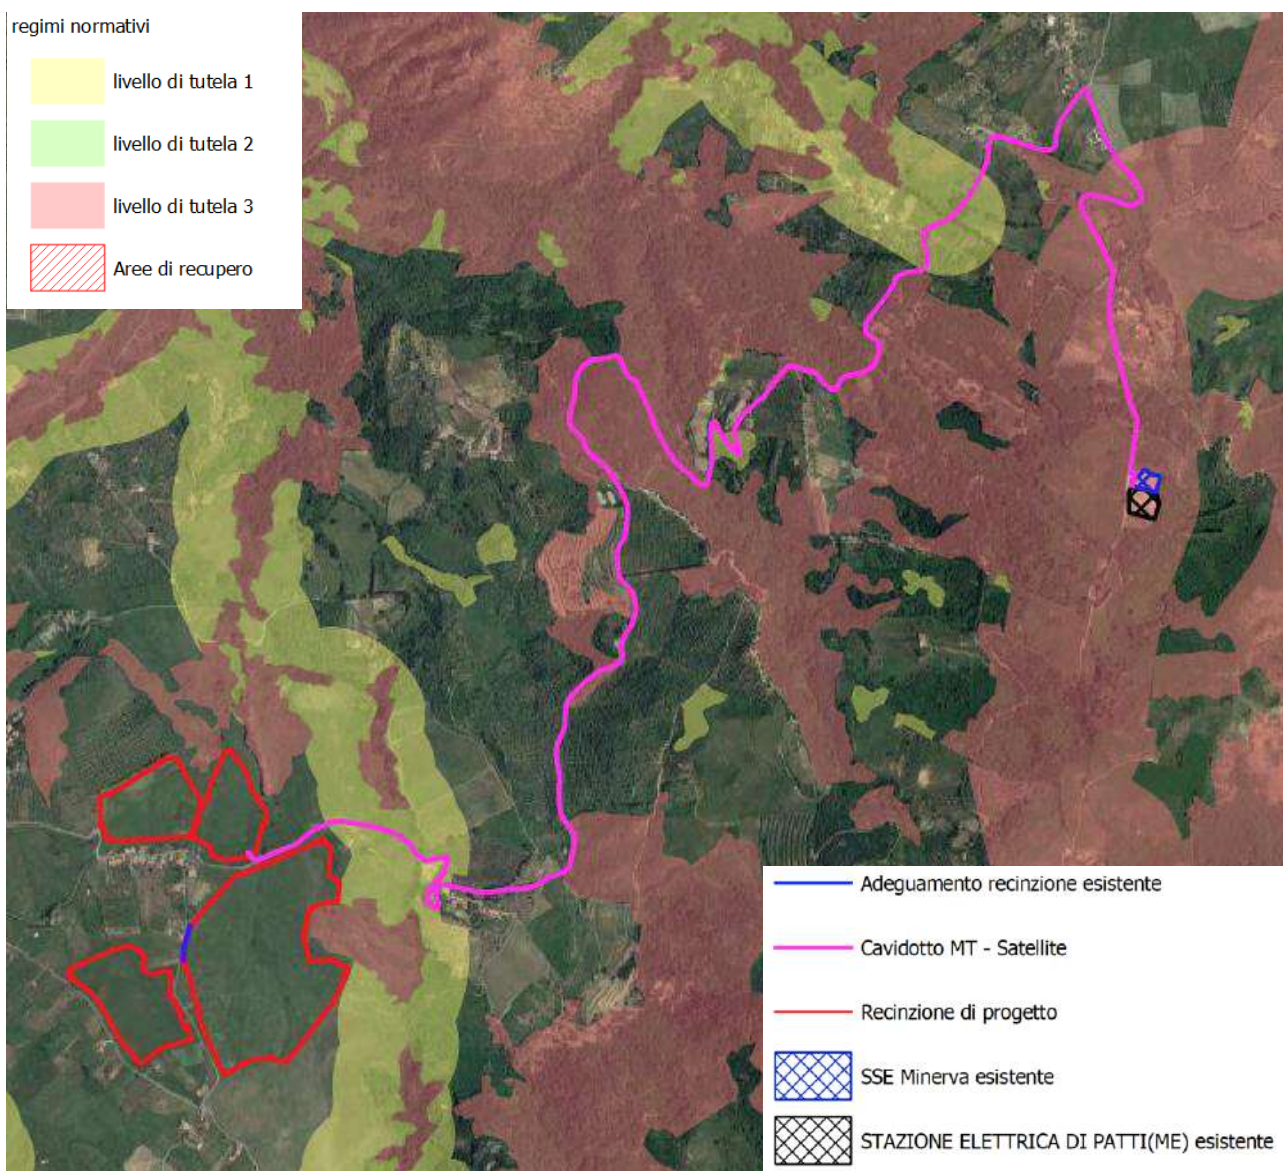 regimi normativi
livello di tutela 1
livello di tutela 2
livello di tutela 3
Aree di recupero
Adeguamento recinzione esistente
Cavidotto MT - Satellite
Recinzione di progetto
SSE Minerva esistente
STAZIONE ELETTRICA DI PATTI(ME) esistente